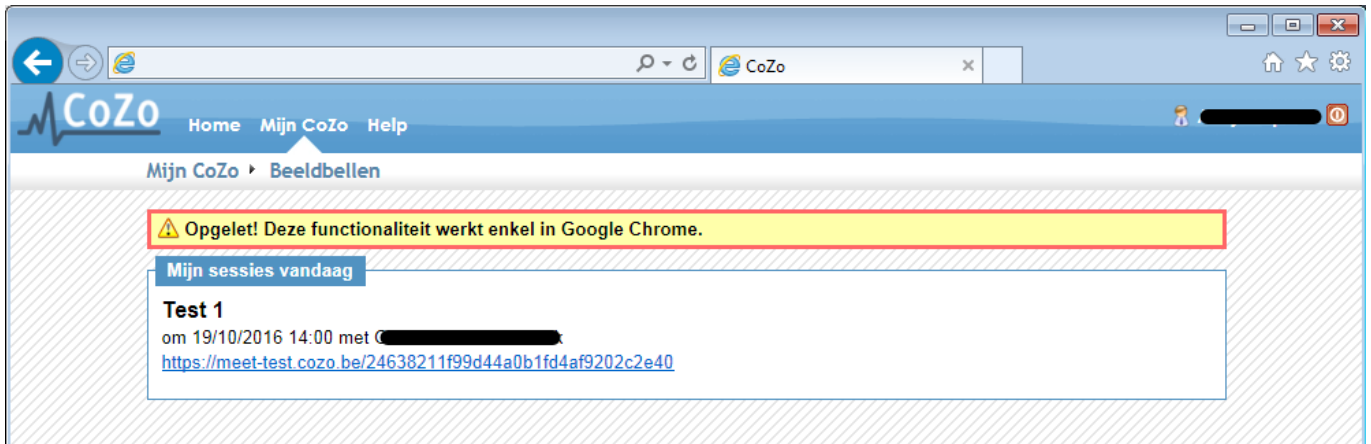 CoZo
CoZo Home Mijn CoZo Help
Mijn CoZo Beeldbellen
Opgelet! Deze functionaliteit werkt enkel in Google Chrome.
Mijn sessies vandaag
Test 1
om 19/10/2016 14:00 met
https://meet-test.cozo.be/24638211f99d44a0b1fd4af9202c2e40